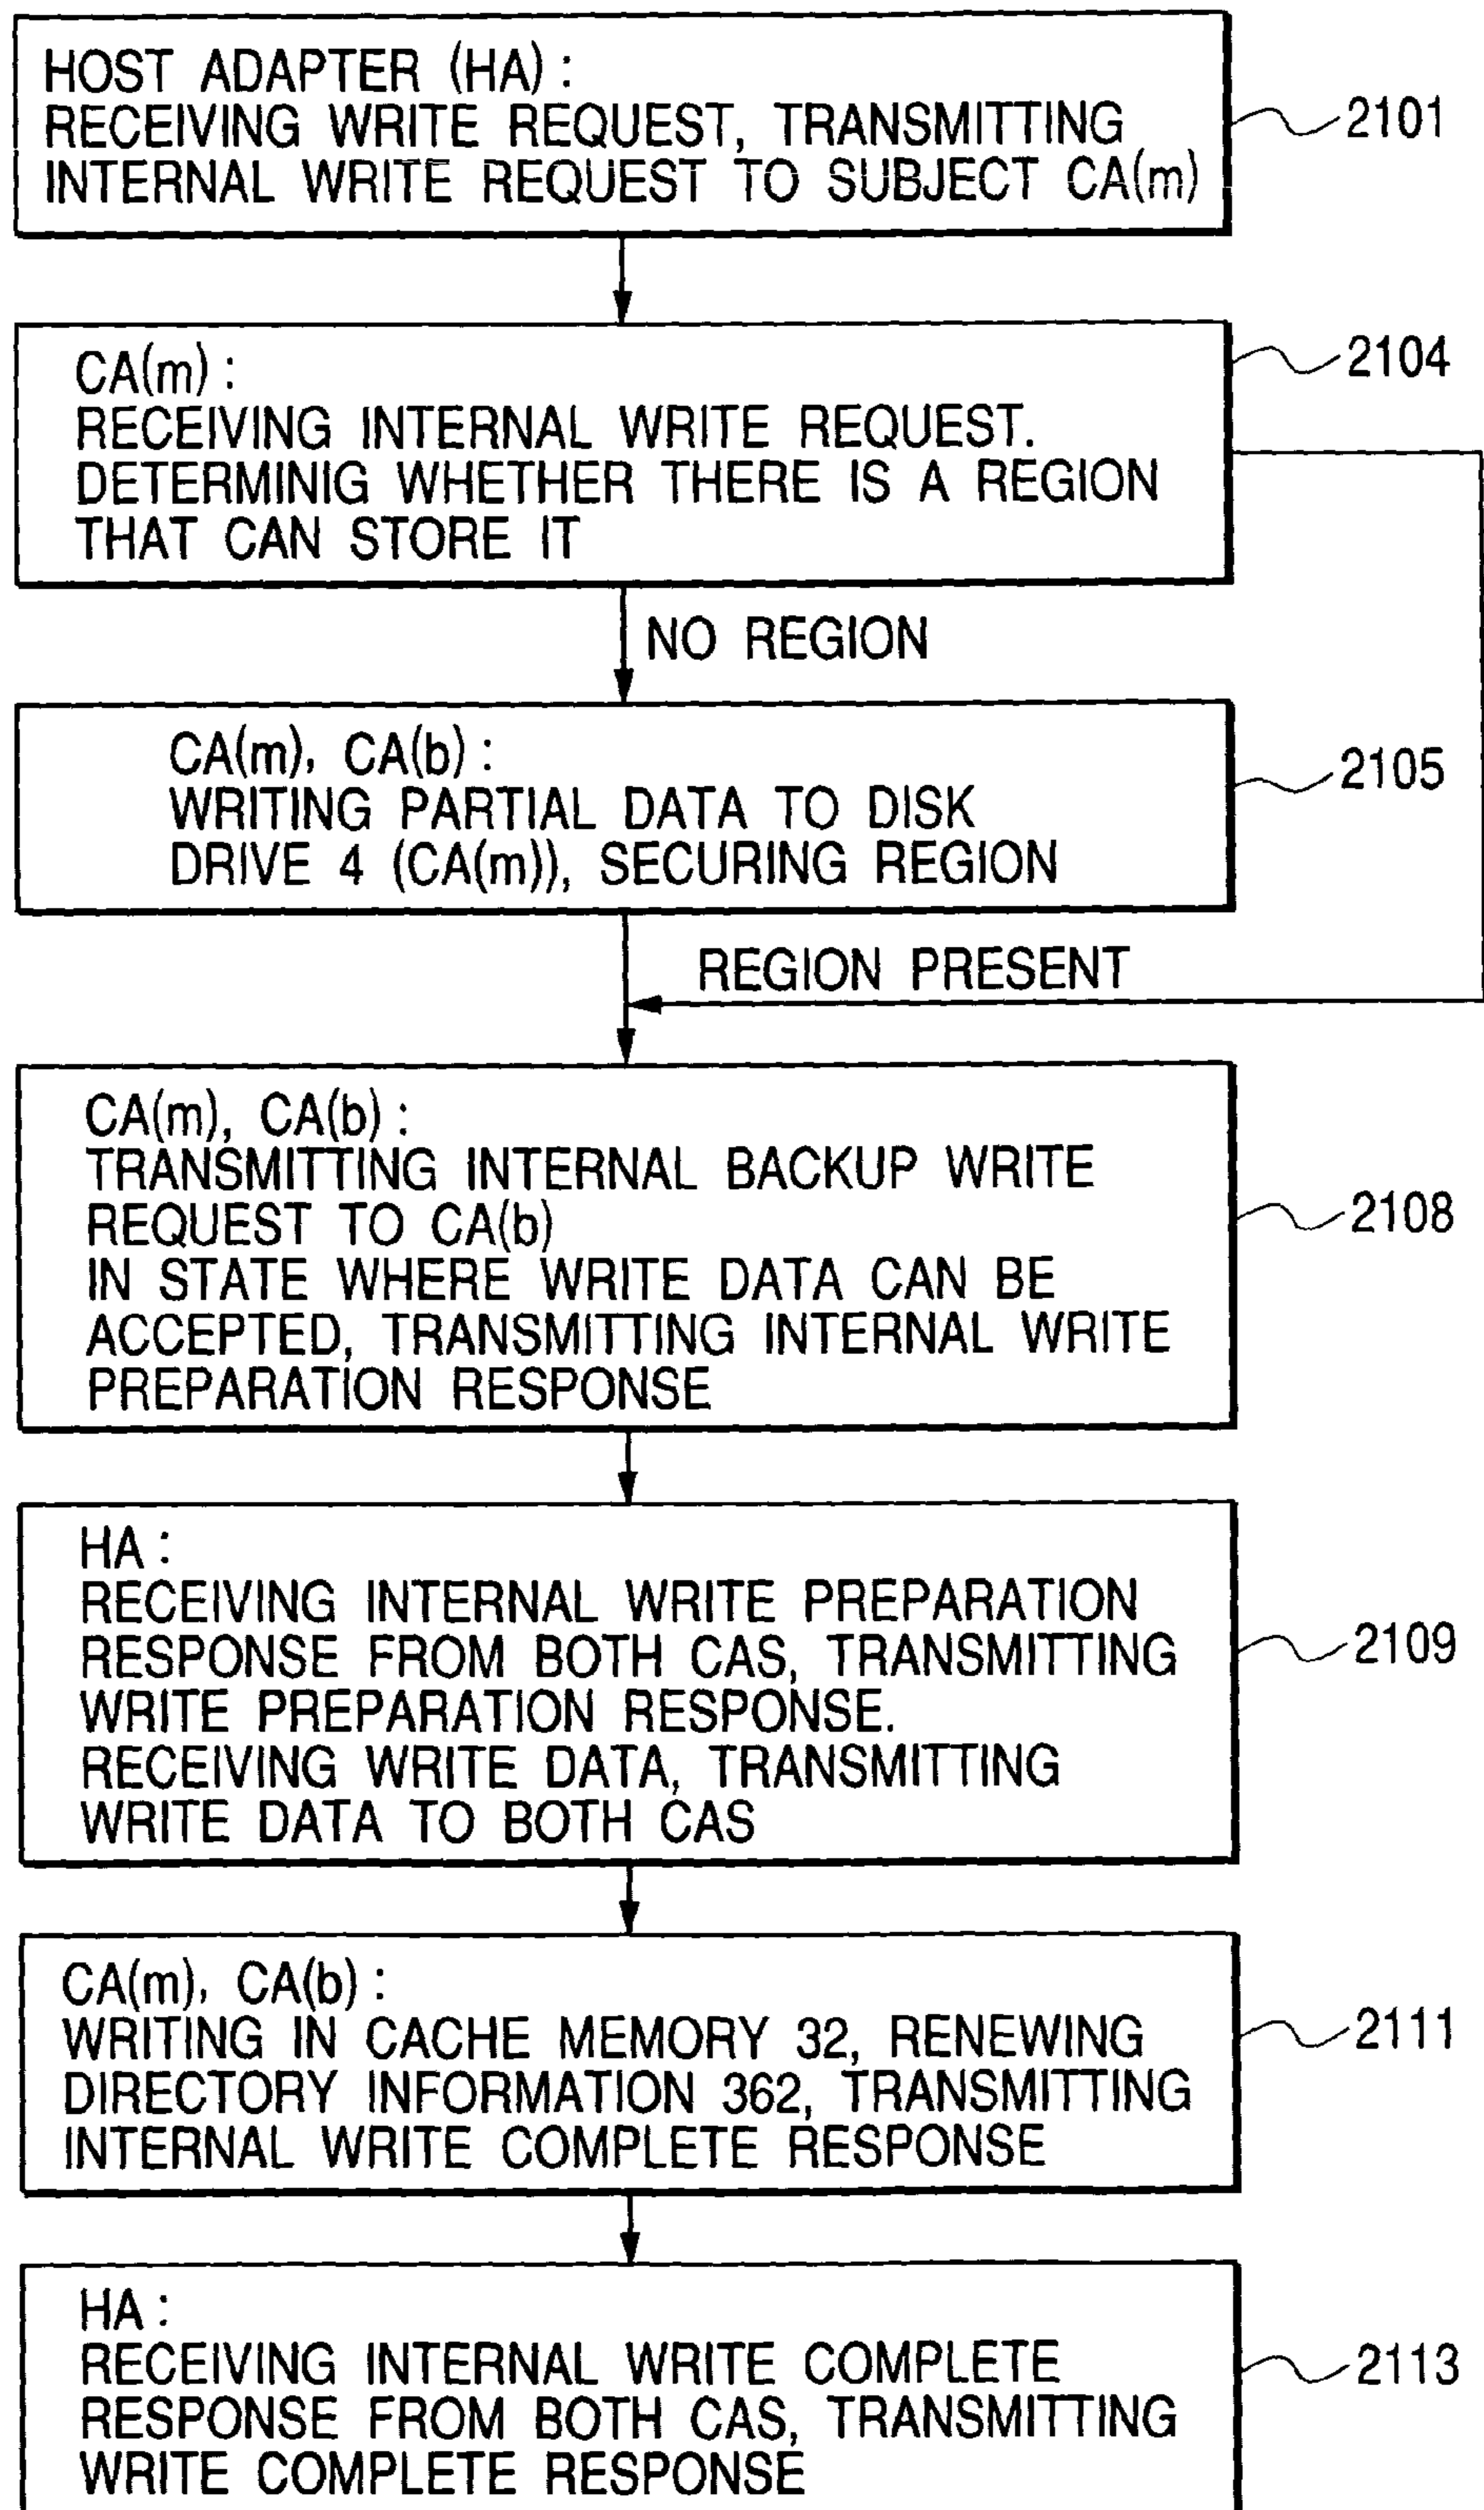 HOST ADAPTER (HA) :
RECEIVING WRITE REQUEST, TRANSMITTING
INTERNAL WRITE REQUEST TO SUBJECT CA(m)
2101
CA(m) :
RECEIVING INTERNAL WRITE REQUEST.
DETERMINIG WHETHER THERE IS A REGION
THAT CAN STORE IT
2104
NO REGION
CA(m), CA(b) :
WRITING PARTIAL DATA TO DISK
DRIVE 4 (CA(m)), SECURING REGION
2105
REGION PRESENT
CA(m), CA(b) :
TRANSMITTING INTERNAL BACKUP WRITE
REQUEST TO CA(b)
IN STATE WHERE WRITE DATA CAN BE
ACCEPTED, TRANSMITTING INTERNAL WRITE
PREPARATION RESPONSE
2108
HA :
RECEIVING INTERNAL WRITE PREPARATION
RESPONSE FROM BOTH CAS, TRANSMITTING
WRITE PREPARATION RESPONSE.
RECEIVING WRITE DATA, TRANSMITTING
WRITE DATA TO BOTH CAS
2109
CA(m), CA(b) :
WRITING IN CACHE MEMORY 32, RENEWING
DIRECTORY INFORMATION 362, TRANSMITTING
INTERNAL WRITE COMPLETE RESPONSE
2111
HA :
RECEIVING INTERNAL WRITE COMPLETE
RESPONSE FROM BOTH CAS, TRANSMITTING
WRITE COMPLETE RESPONSE
2113